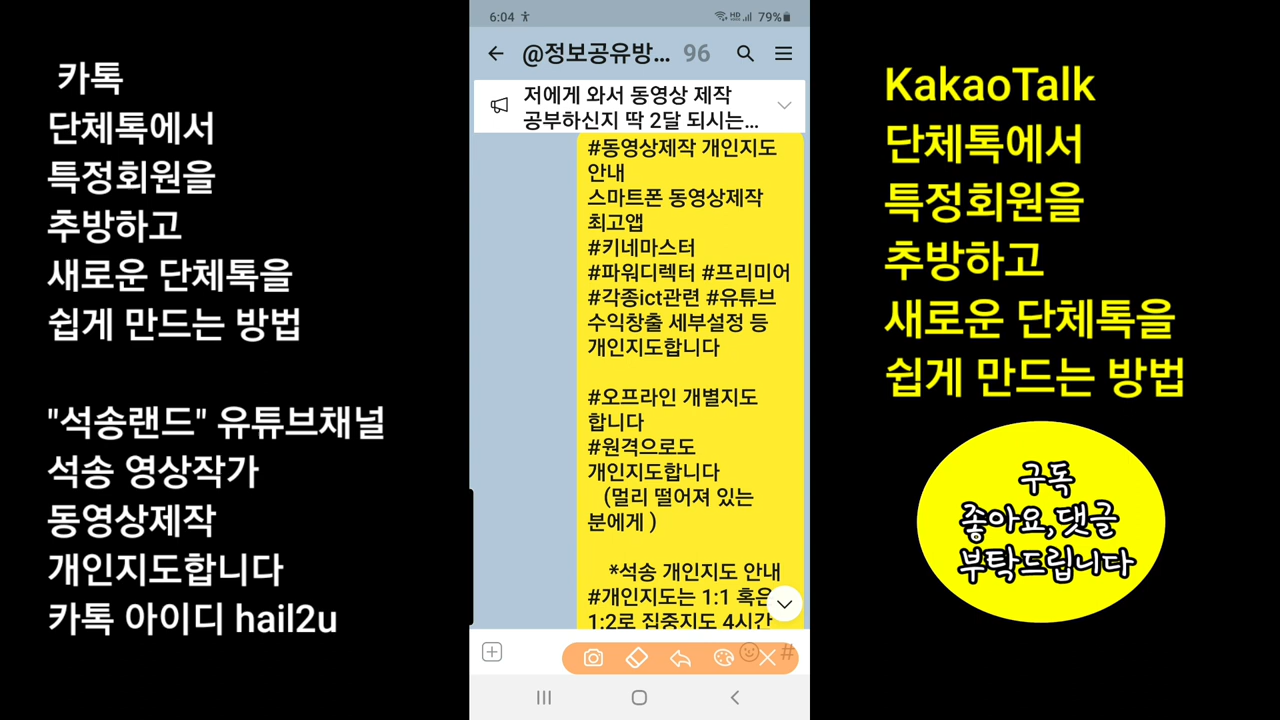 카톡
단체톡에서
특정회원을
추방하고
새로운 단체톡을
쉽게 만드는 방법
"석송랜드" 유튜브채널
석송 영상작가
동영상제작
개인지도합니다
카톡 아이디 hail2u
6:04
HD
79%
@정보공유방... 96
저에게 와서 동영상 제작
공부하신지 딱 2달 되시는...
#동영상제작 개인지도
안내
스마트폰 동영상제작
최고앱
#키네마스터
#파워디렉터 #프리미어
#각종ict관련 #유튜브
수익창출 세부설정 등
개인지도합니다
#오프라인 개별지도
합니다
#원격으로도
개인지도합니다
(멀리 떨어져 있는
분에게 )
*석송 개인지도 안내
#개인지도는 1:1 혹은
1:2로 집중지도 4시간
#
KakaoTalk
단체톡에서
특정회원을
추방하고
새로운 단체톡을
쉽게 만드는 방법
구독
좋아요,댓글
부탁드립니다